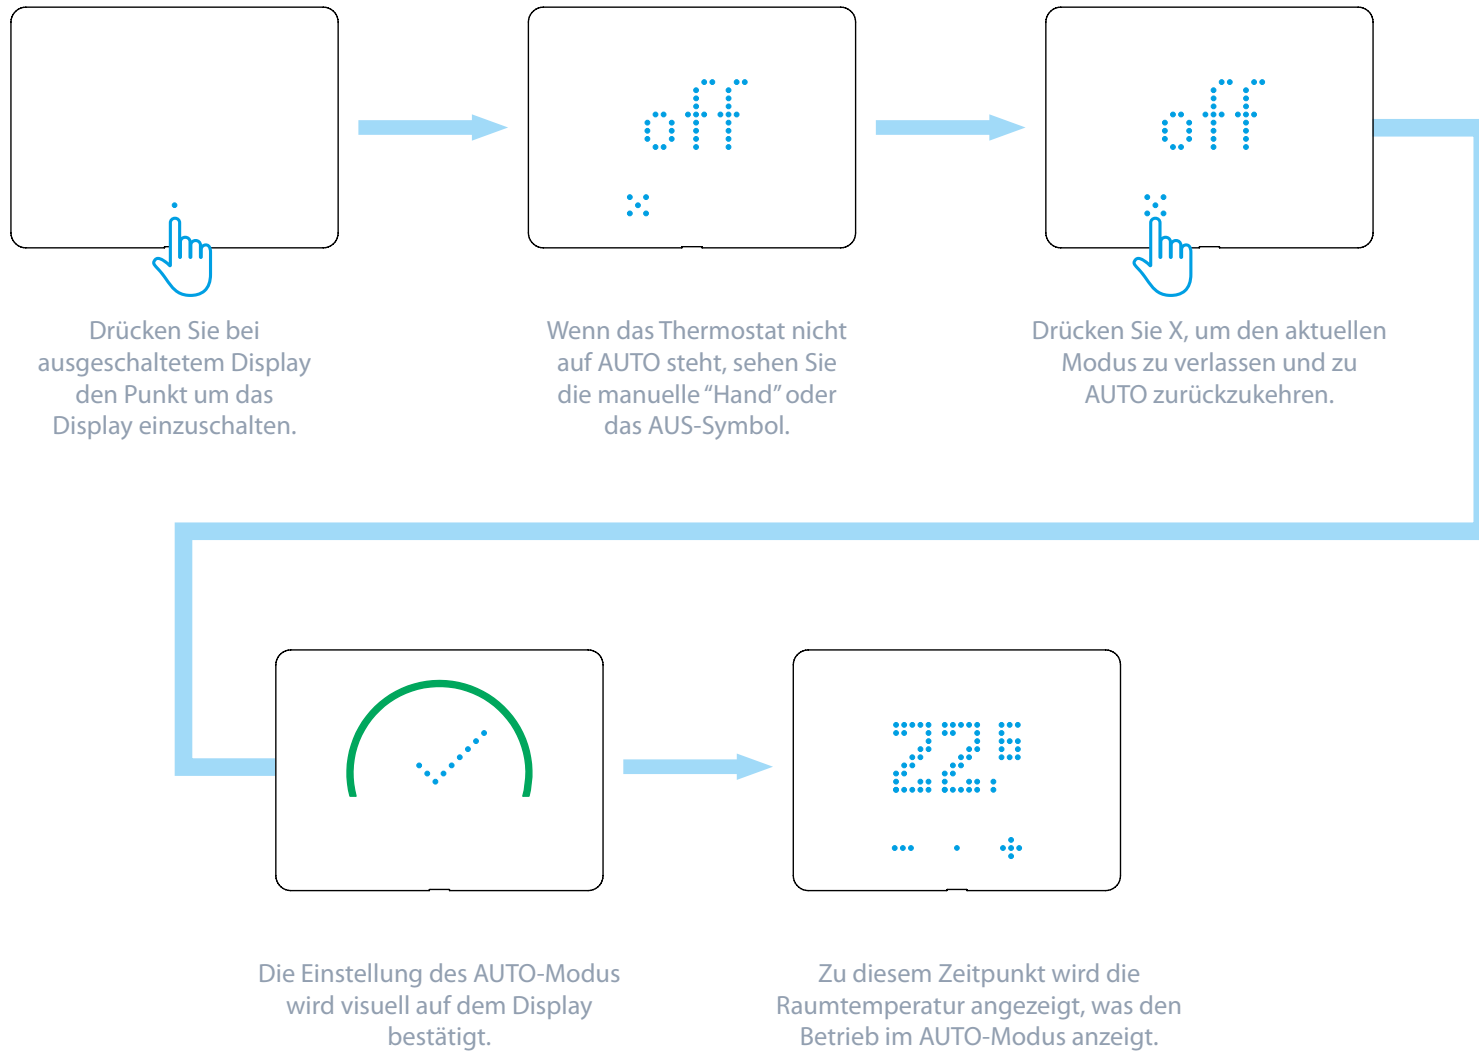 off
off
Drücken Sie bei
ausgeschaltetem Display
den Punkt um das
Display einzuschalten.
Wenn das Thermostat nicht
auf AUTO steht, sehen Sie
die manuelle “Hand” oder
das AUS-Symbol.
Drücken Sie X, um den aktuellen
Modus zu verlassen und zu
AUTO zurückzukehren.
22.6
Die Einstellung des AUTO-Modus
wird visuell auf dem Display
bestätigt.
Zu diesem Zeitpunkt wird die
Raumtemperatur angezeigt, was den
Betrieb im AUTO-Modus anzeigt.